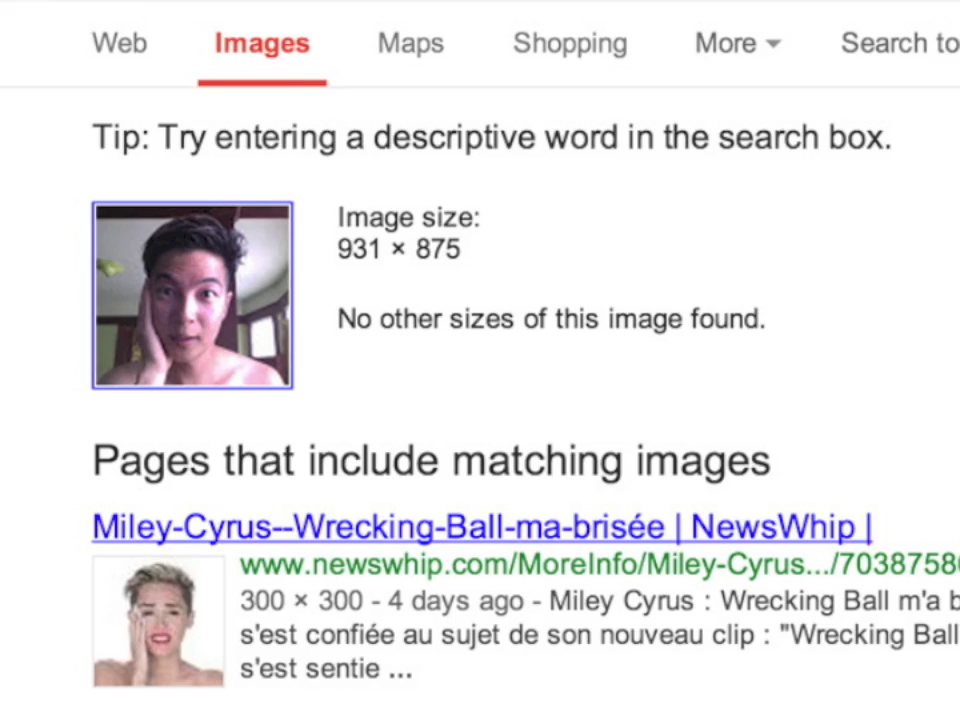 Web Images Maps Shopping More Search to
Tip: Try entering a descriptive word in the search box.
Image size:
931 × 875
No other sizes of this image found.
Pages that include matching images
Miley-Cyrus--Wrecking-Ball-ma-brisée | NewsWhip |
www.newswhip.com/MoreInfo/Miley-Cyrus.../7038758
300 × 300 - 4 days ago - Miley Cyrus : Wrecking Ball m'a b
s'est confiée au sujet de son nouveau clip : "Wrecking Ball
s'est sentie ...